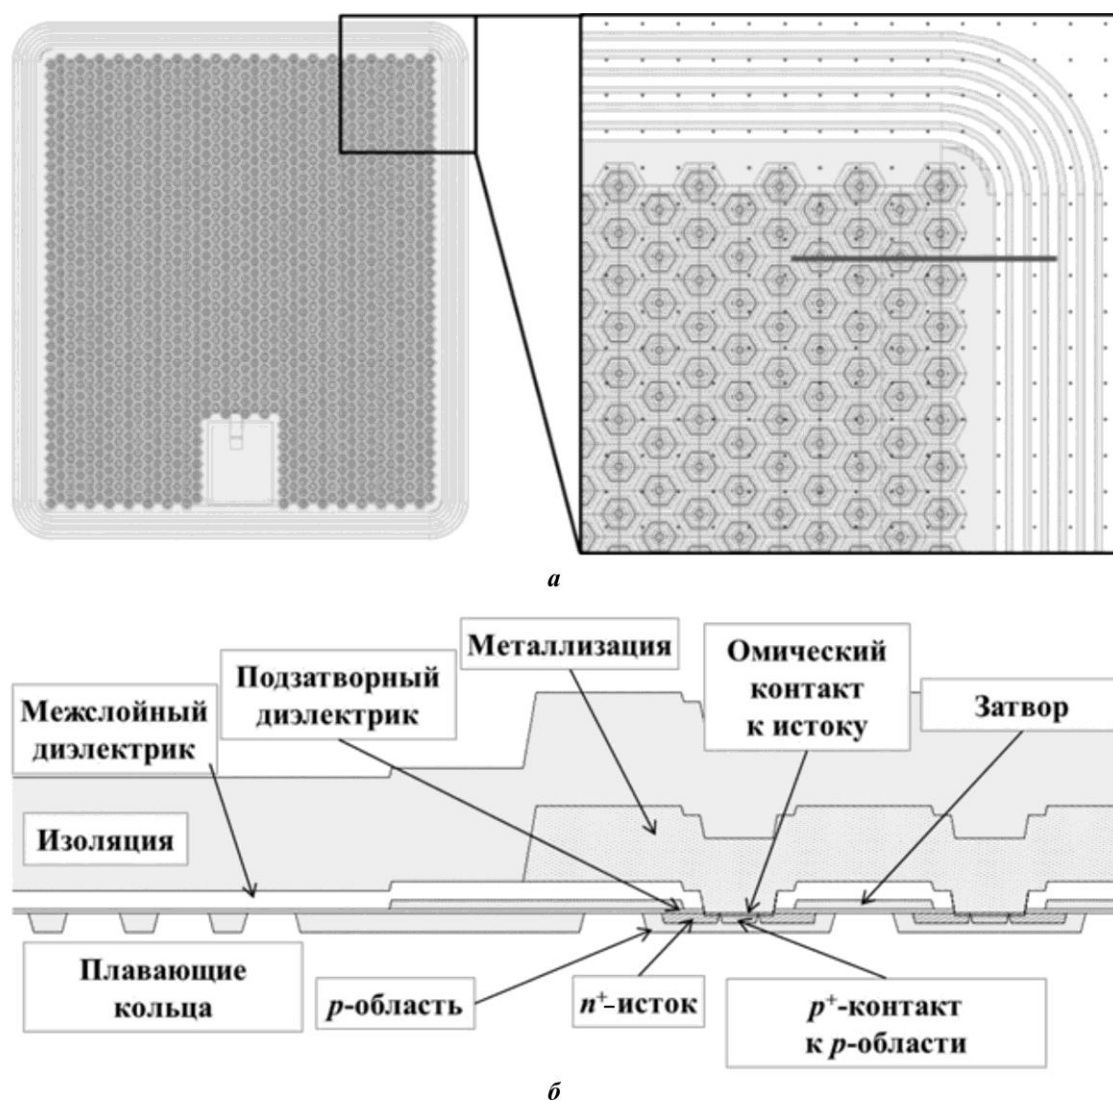 а
Металлизация
Омический
контакт
к истоку
Подзатворный
диэлектрик
Затвор
Межслойный
диэлектрик
Изоляция
Плавающие
кольца
p-область
n⁺–исток
p⁺-контакт
к p-области
б